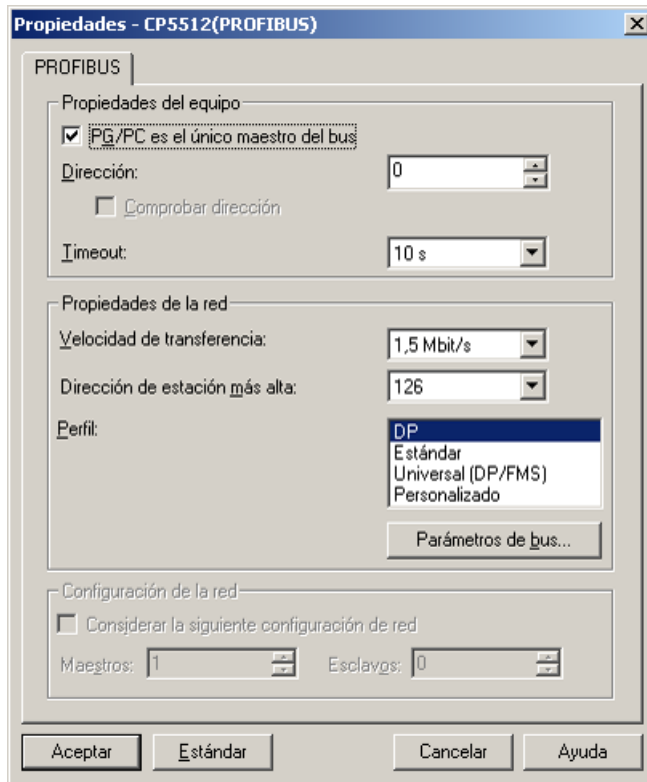 Propiedades - CP5512(PROFIBUS)
PROFIBUS
Propiedades del equipo
PG/PC es el único maestro del bus
Dirección: 0
Comprobar dirección
Timeout: 10 s
Propiedades de la red
Velocidad de transferencia: 1,5 Mbit/s
Dirección de estación más alta: 126
Perfil: DP
Estándar
Universal (DP/FMS)
Personalizado
Parámetros de bus...
Configuración de la red
Considerar la siguiente configuración de red
Maestros: 1 Esclavos: 0
Aceptar Estándar Cancelar Ayuda